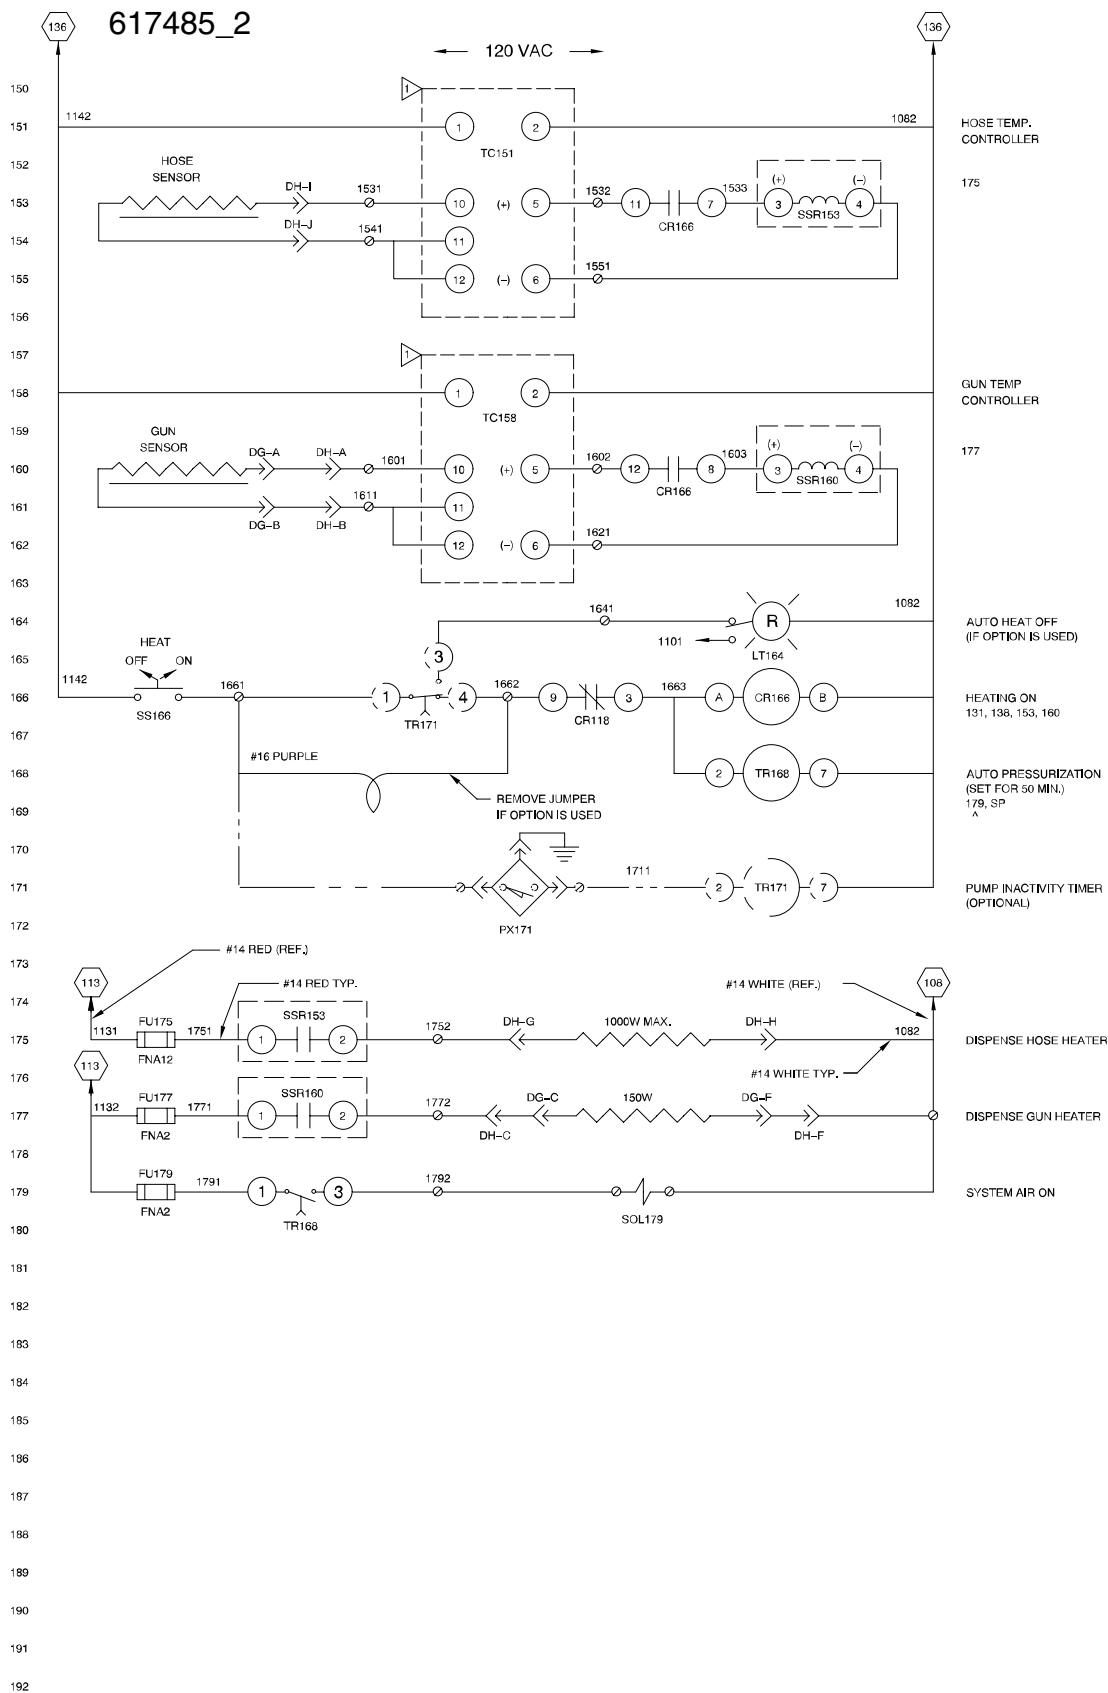 136
617485_2
136
120 VAC
150
1
151
1142
1
2
1082
HOSE TEMP.
CONTROLLER
TC151
152
HOSE
SENSOR
175
153
DH-I
1531
10
(+)
5
1532
11
CR166
7
1533
(+)
3
SSR153
(-)
4
154
DH-J
1541
11
155
12
(-)
6
1551
156
157
1
158
1
2
GUN TEMP
CONTROLLER
TC158
159
GUN
SENSOR
177
160
DG-A
DH-A
1601
10
(+)
5
1602
12
CR166
8
1603
(+)
3
SSR160
(-)
4
161
1611
11
DG-B
DH-B
162
12
(-)
6
1621
163
164
1641
R
1082
AUTO HEAT OFF
(IF OPTION IS USED)
1101
LT164
165
HEAT
OFF
ON
3
166
1142
SS166
1661
1
TR171
4
1662
9
CR118
3
1663
A
CR166
B
HEATING ON
131, 138, 153, 160
167
#16 PURPLE
168
2
TR168
7
AUTO PRESSURIZATION
(SET FOR 50 MIN.)
179, SP
^
REMOVE JUMPER
IF OPTION IS USED
169
170
171
PX171
1711
2
TR171
7
PUMP INACTIVITY TIMER
(OPTIONAL)
172
173
#14 RED (REF.)
113
#14 RED TYP.
#14 WHITE (REF.)
108
174
SSR153
175
1131
FU175
FNA12
1751
1
2
1752
DH-G
1000W MAX.
DH-H
1082
DISPENSE HOSE HEATER
113
#14 WHITE TYP.
176
SSR160
177
1132
FU177
FNA2
1771
1
2
1772
DH-C
DG-C
150W
DG-F
DH-F
DISPENSE GUN HEATER
178
179
FU179
FNA2
1791
1
TR168
3
1792
SOL179
SYSTEM AIR ON
180
181
182
183
184
185
186
187
188
189
190
191
192